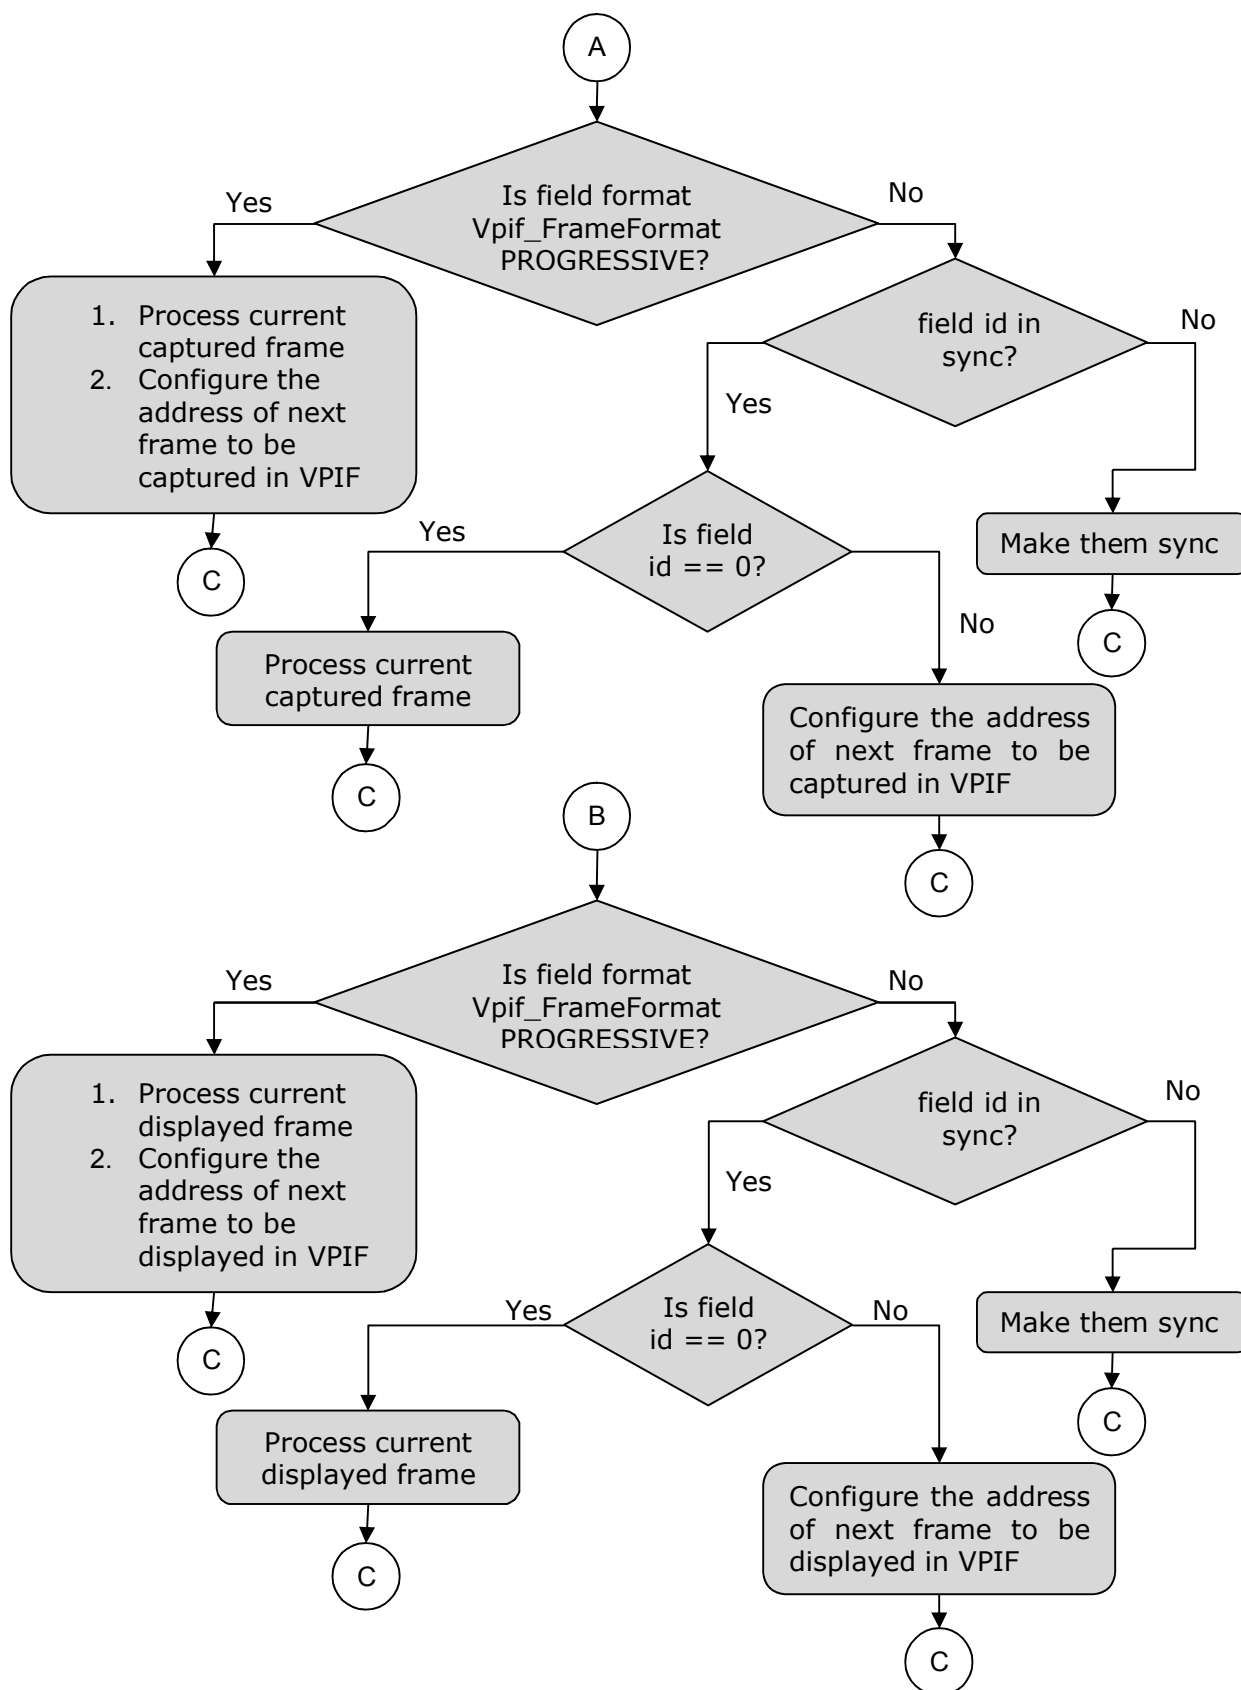 A
Is field format
Vpif_FrameFormat
PROGRESSIVE?
Yes
No
1. Process current
captured frame
2. Configure the
address of next
frame to be
captured in VPIF
C
field id in
sync?
Yes
No
Make them sync
C
Is field
id == 0?
Yes
No
Process current
captured frame
C
Configure the address
of next frame to be
captured in VPIF
C
B
Is field format
Vpif_FrameFormat
PROGRESSIVE?
Yes
No
1. Process current
displayed frame
2. Configure the
address of next
frame to be
displayed in VPIF
C
field id in
sync?
Yes
No
Make them sync
C
Is field
id == 0?
Yes
No
Process current
displayed frame
C
Configure the address
of next frame to be
displayed in VPIF
C